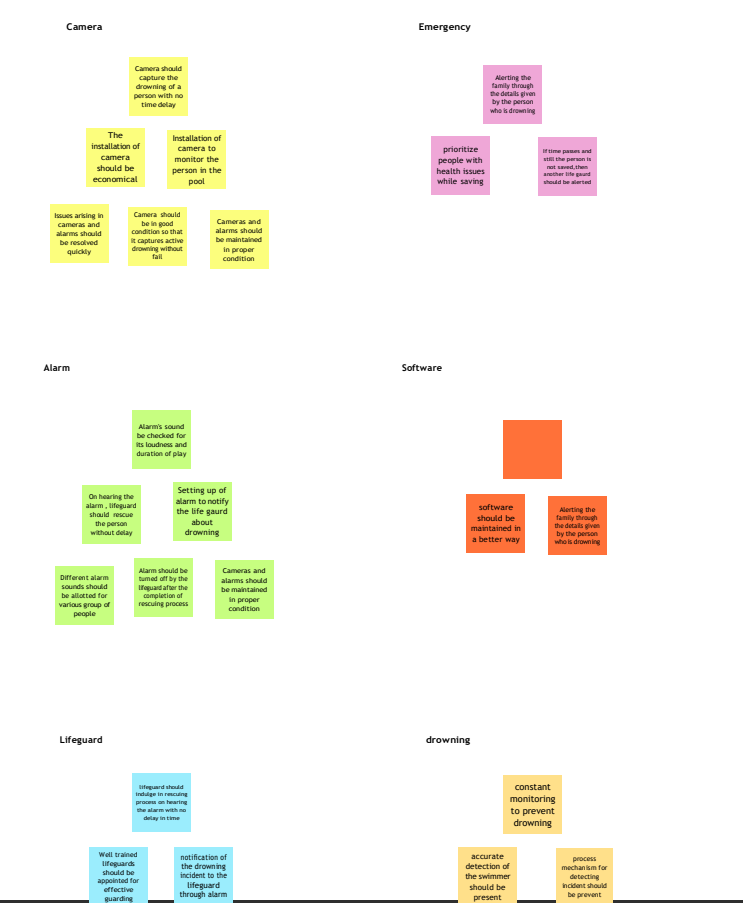 Camera
Camera should
capture the
drowning of a
person with no
time delay
The
installation of
camera
should be
economical
Installation of
camera to
monitor the
person in the
pool
Issues arising in
cameras and
alarms should
be resolved
quickly
Camera should
be in good
condition so that
it captures active
drowning without
fail
Cameras and
alarms should
be maintained
in proper
condition
Emergency
Alerting the
family through
the details given
by the person
who is drowning
prioritize
people with
health issues
while saving
If time passes and
still the person is
not saved,then
another life gaurd
should be alerted
Alarm
Alarm's sound
be checked for
its loudness and
duration of play
On hearing the
alarm , lifeguard
should rescue
the person
without delay
Setting up of
alarm to notify
the life gaurd
about
drowning
Different alarm
sounds should
be allotted for
various group of
people
Alarm should be
turned off by the
lifeguard after the
completion of
rescuing process
Cameras and
alarms should
be maintained
in proper
condition
Software
software
should be
maintained in
a better way
Alerting the
family through
the details given
by the person
who is drowning
Lifeguard
lifeguard should
indulge in rescuing
process on hearing
the alarm with no
delay in time
Well trained
lifeguards
should be
appointed for
effective
guarding
notification of
the drowning
incident to the
lifeguard
through alarm
drowning
constant
monitoring
to prevent
drowning
accurate
detection of
the swimmer
should be
present
process
mechanism for
detecting
incident should
be prevent